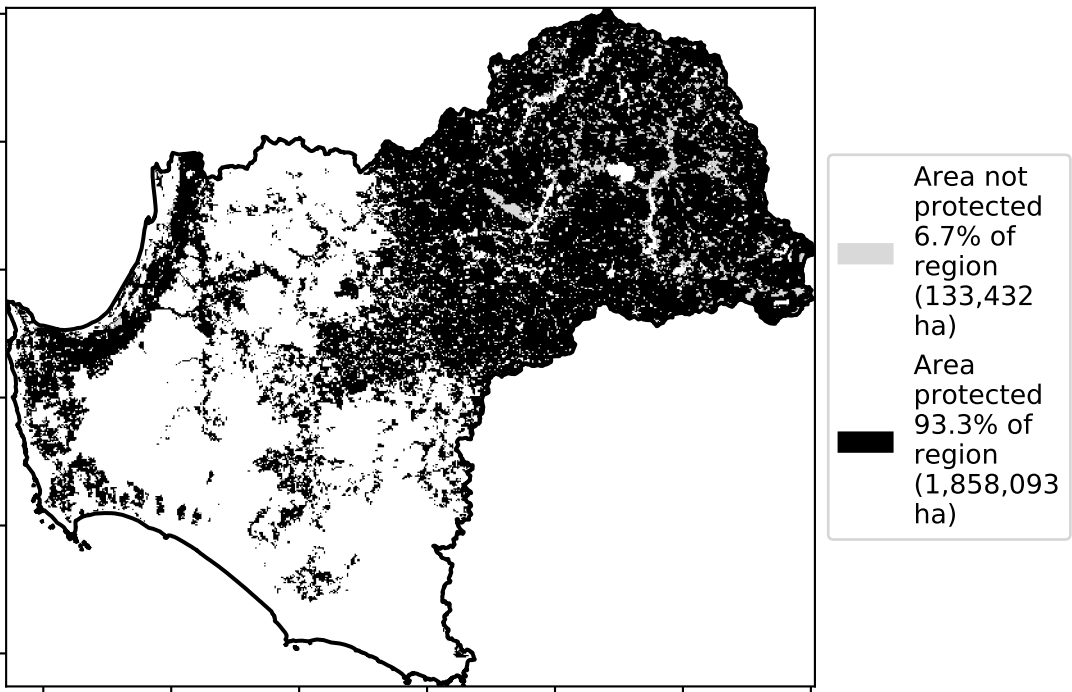 Area not
protected
6.7% of
region
(133,432
ha)
Area
protected
93.3% of
region
(1,858,093
ha)